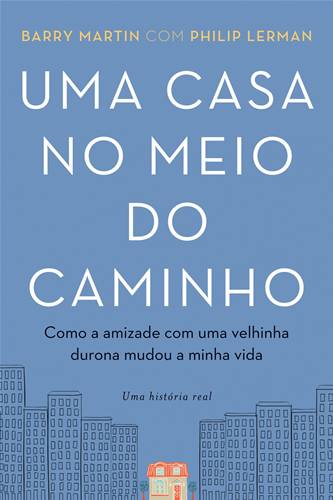 BARRY MARTIN COM PHILIP LERMAN
UMA CASA
NO MEIO
DO
CAMINHO
Como a amizade com uma velhinha
durona mudou a minha vida
Uma história real